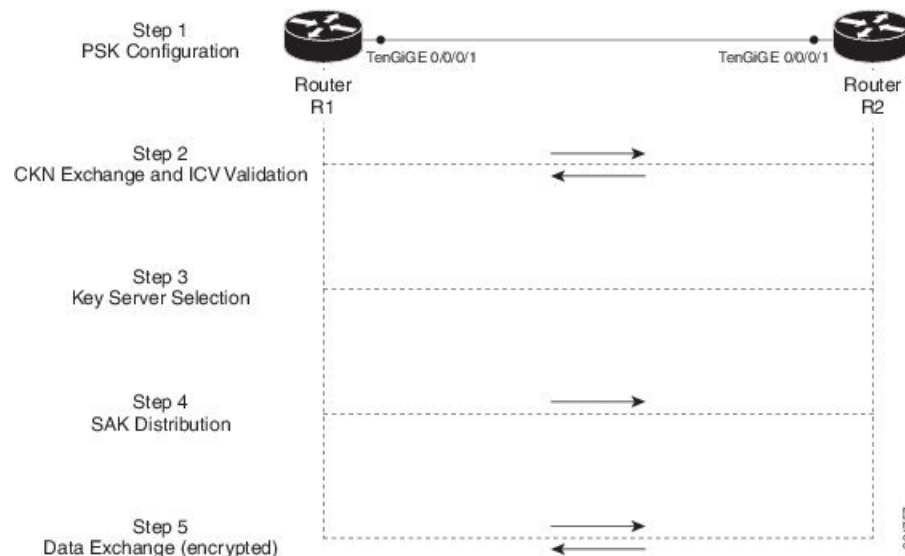 Step 1
PSK Configuration
TenGiGE 0/0/0/1
TenGiGE 0/0/0/1
Router
R1
Router
R2
Step 2
CKN Exchange and ICV Validation
Step 3
Key Server Selection
Step 4
SAK Distribution
Step 5
Data Exchange (encrypted)